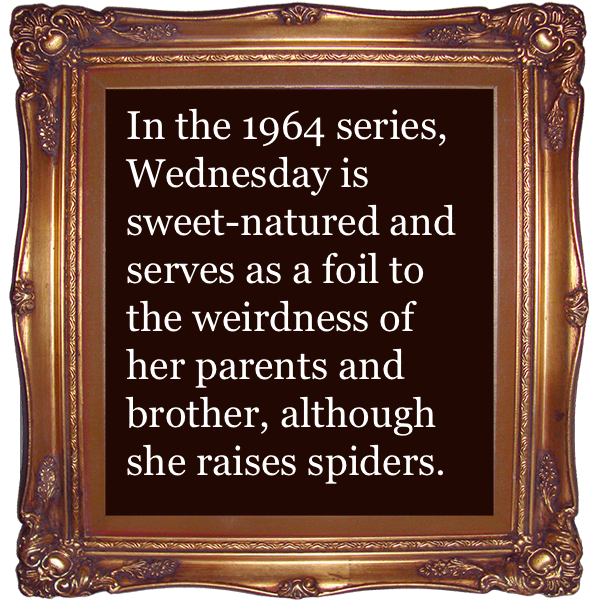 In the 1964 series,
Wednesday is
sweet-natured and
serves as a foil to
the weirdness of
her parents and
brother, although
she raises spiders.